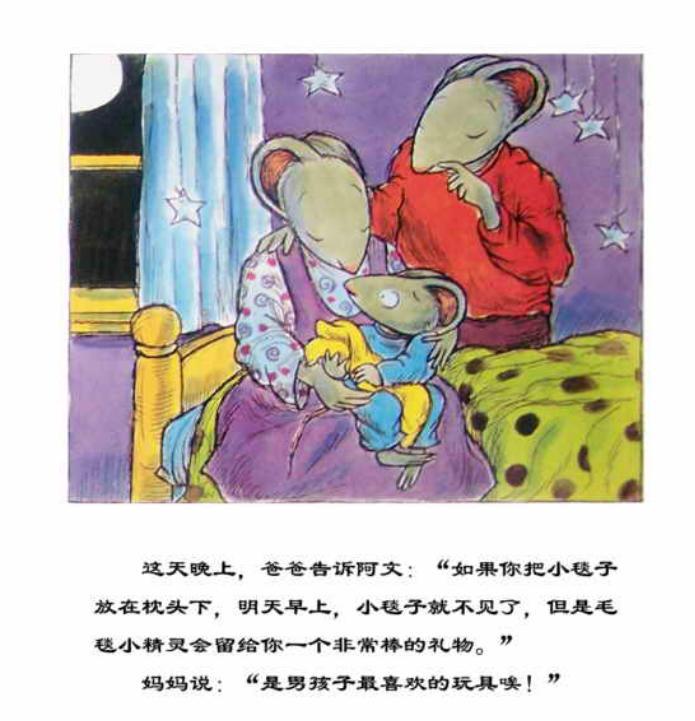 这天晚上，爸爸告诉阿文：“如果你把小毯子
放在枕头下，明天早上，小毯子就不见了，但是毛
毯小精灵会留给你一个非常棒的礼物。”
妈妈说：“是男孩子最喜欢的玩具唉！”